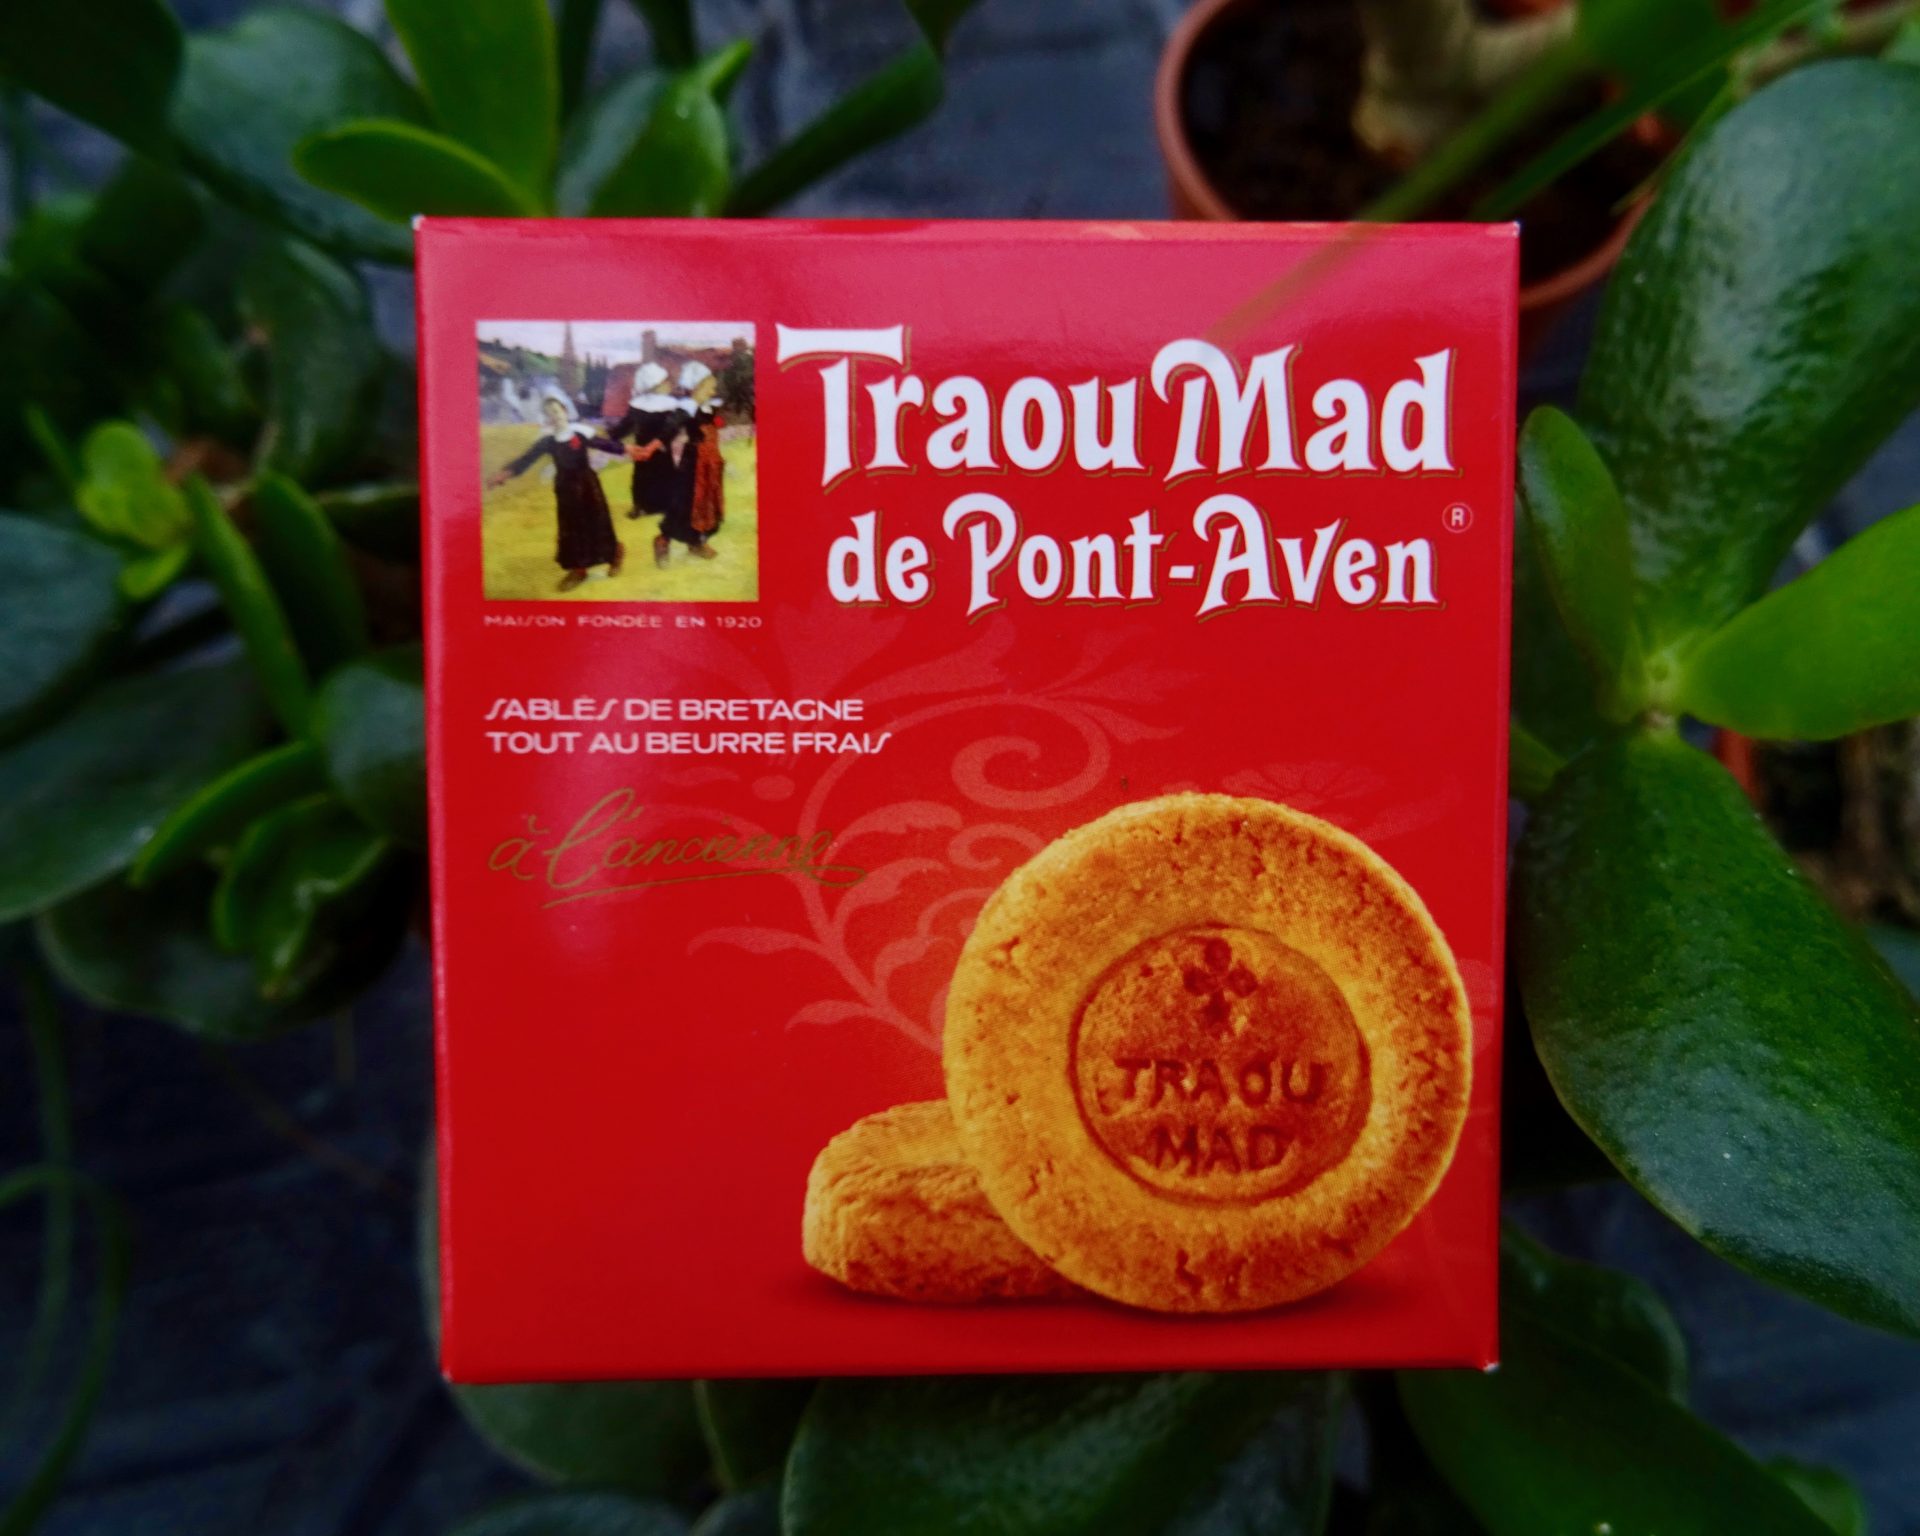 Traou Mad
de Pont-Aven ®
MAISON FONDÉE EN 1920
SABLÉS DE BRETAGNE
TOUT AU BEURRE FRAIS
à l'ancienne
TRAOU
MAD